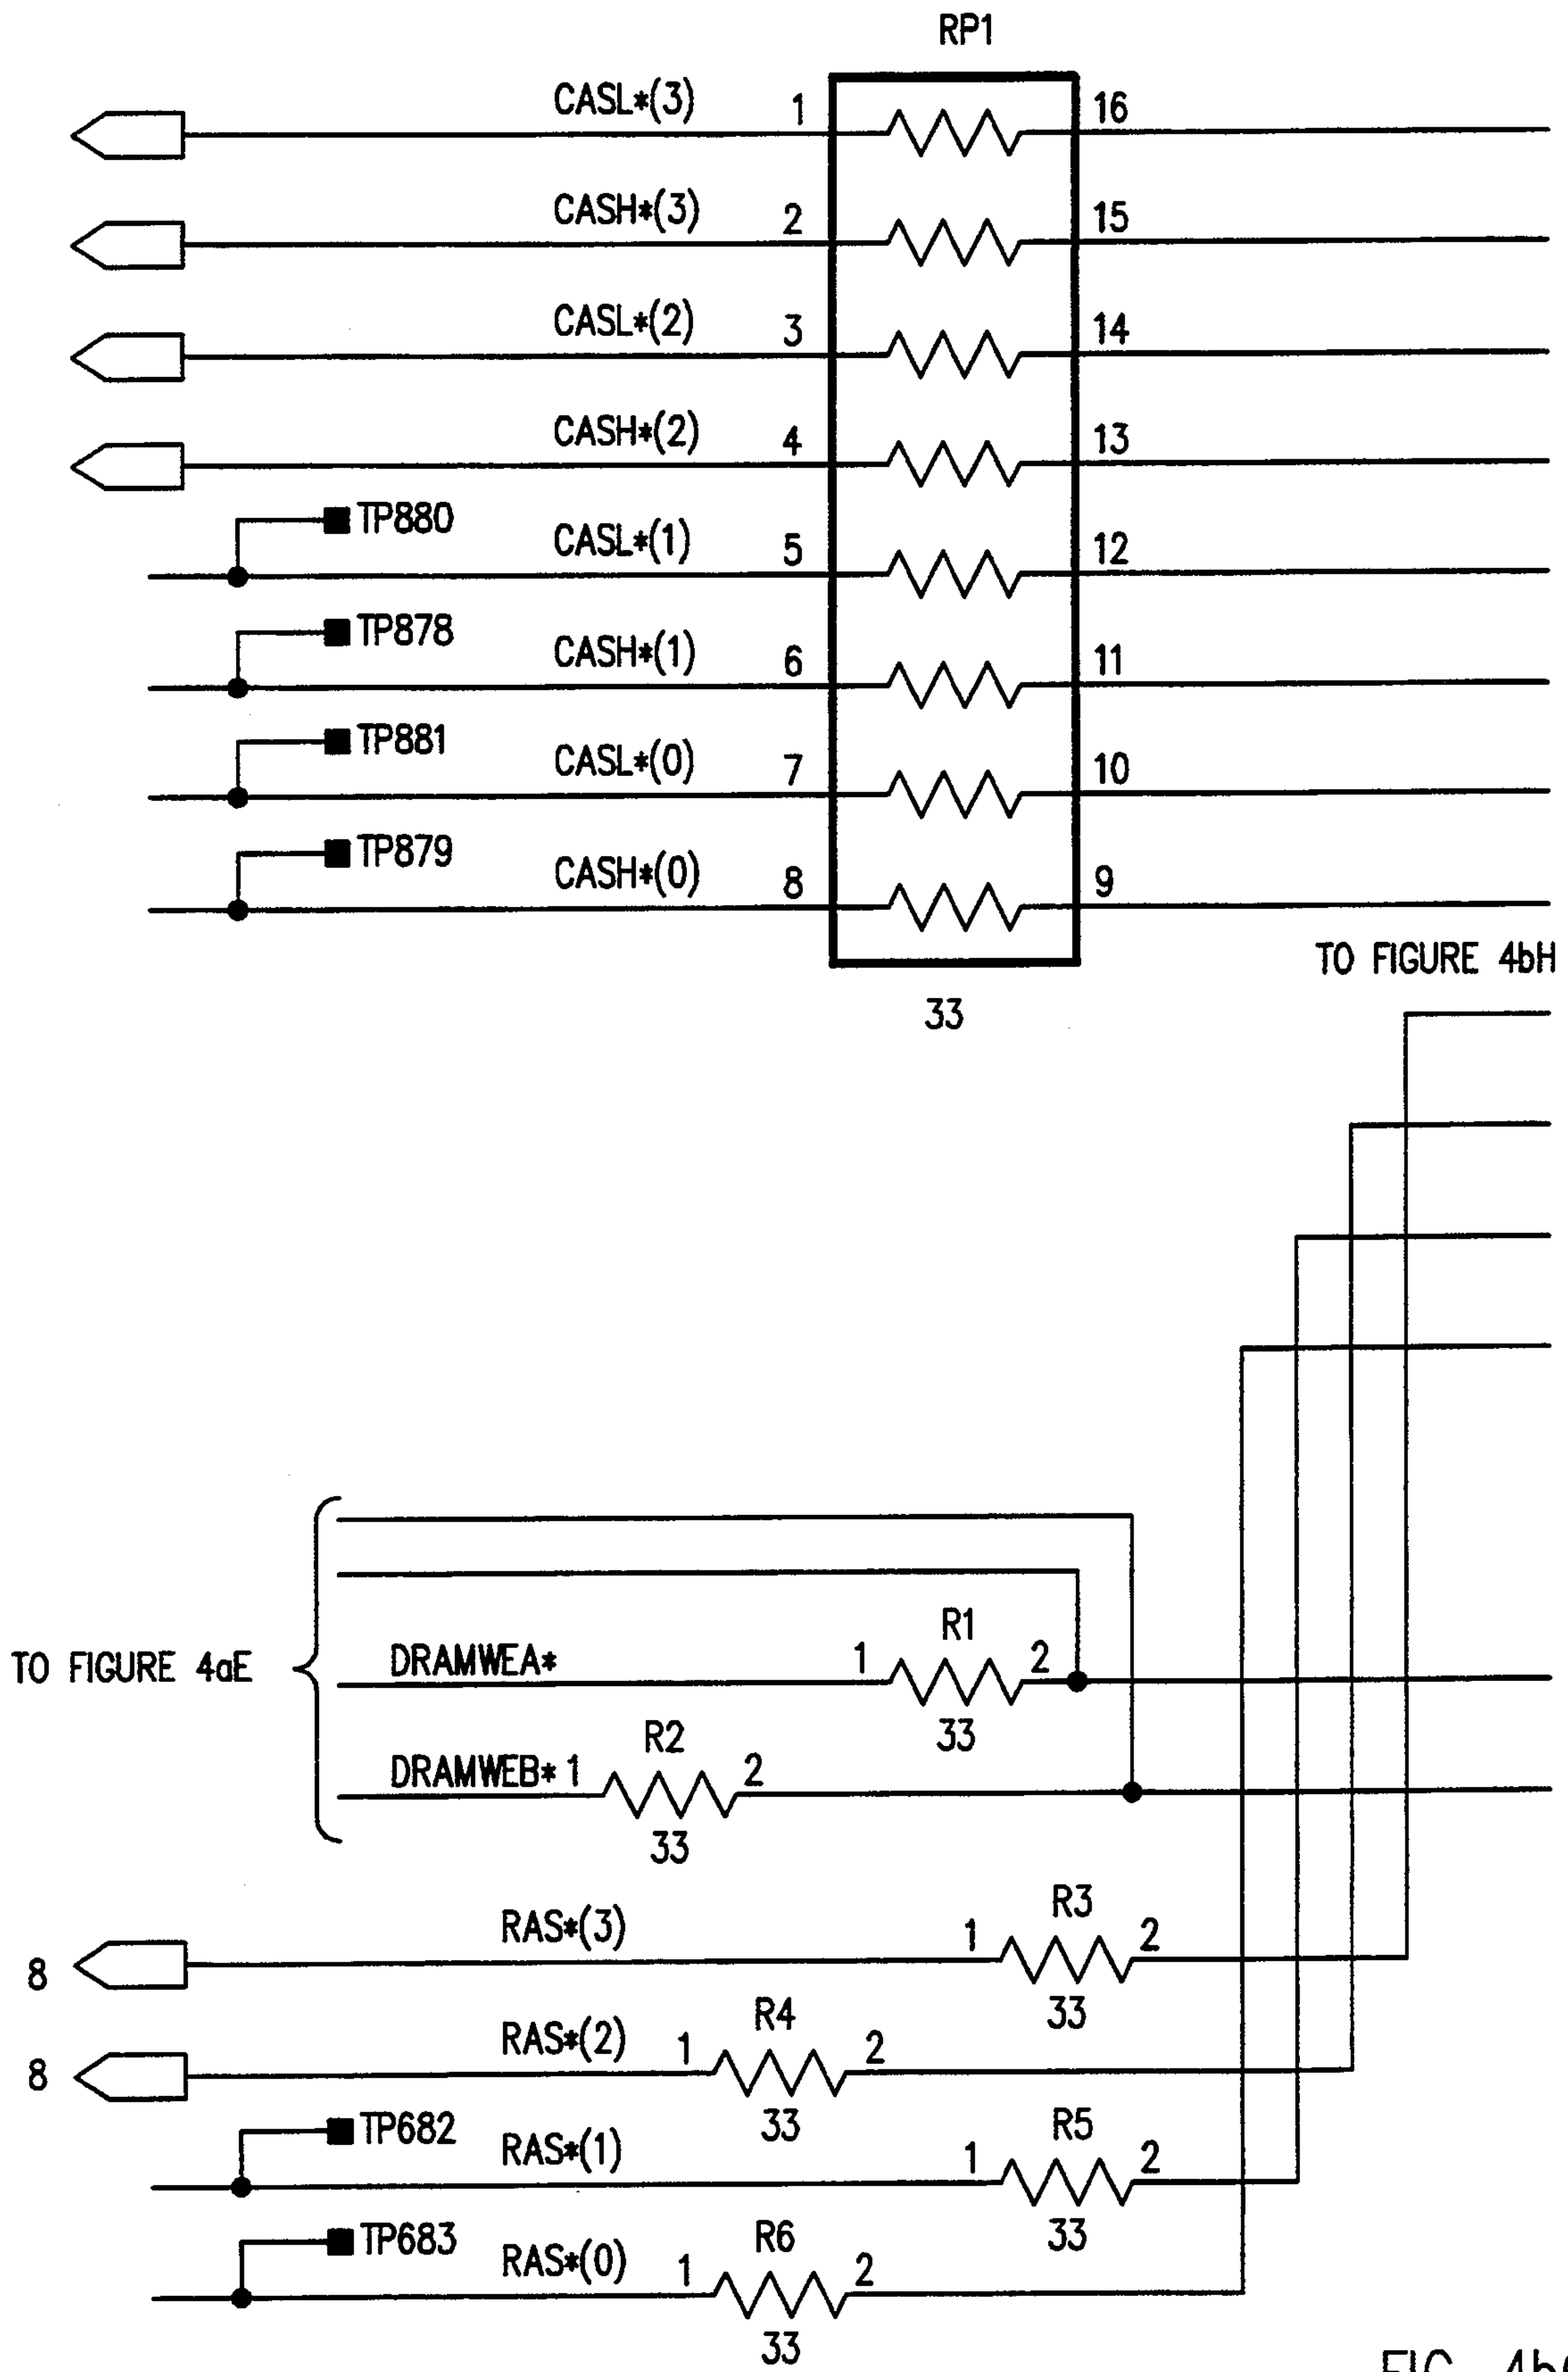 RP1
CASL*(3) 1 16
CASH*(3) 2 15
CASL*(2) 3 14
CASH*(2) 4 13
TP880
CASL*(1) 5 12
TP878
CASH*(1) 6 11
TP881
CASL*(0) 7 10
TP879
CASH*(0) 8 9
TO FIGURE 4bH
33
R1
TO FIGURE 4aE
DRAMWEA* 1 2
33
R2
DRAMWEB* 1 2
33
R3
8 RAS*(3) 1 2
33
R4
8 RAS*(2) 1 2
33
TP682
R5
RAS*(1) 1 2
33
TP683
R6
RAS*(0) 1 2
33
FIG. 4b